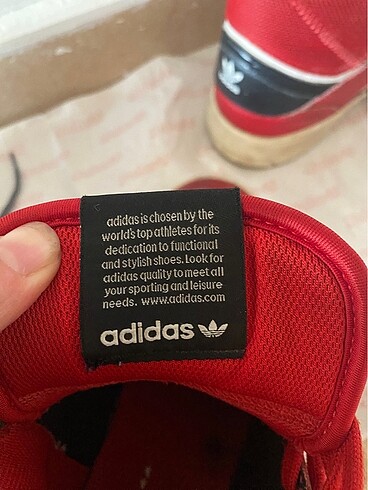 adidas is chosen by the
world's top athletes for its
dedication to functional
and stylish shoes. Look for
adidas quality to meet all
your sporting and leisure
needs. www.adidas.com
adidas